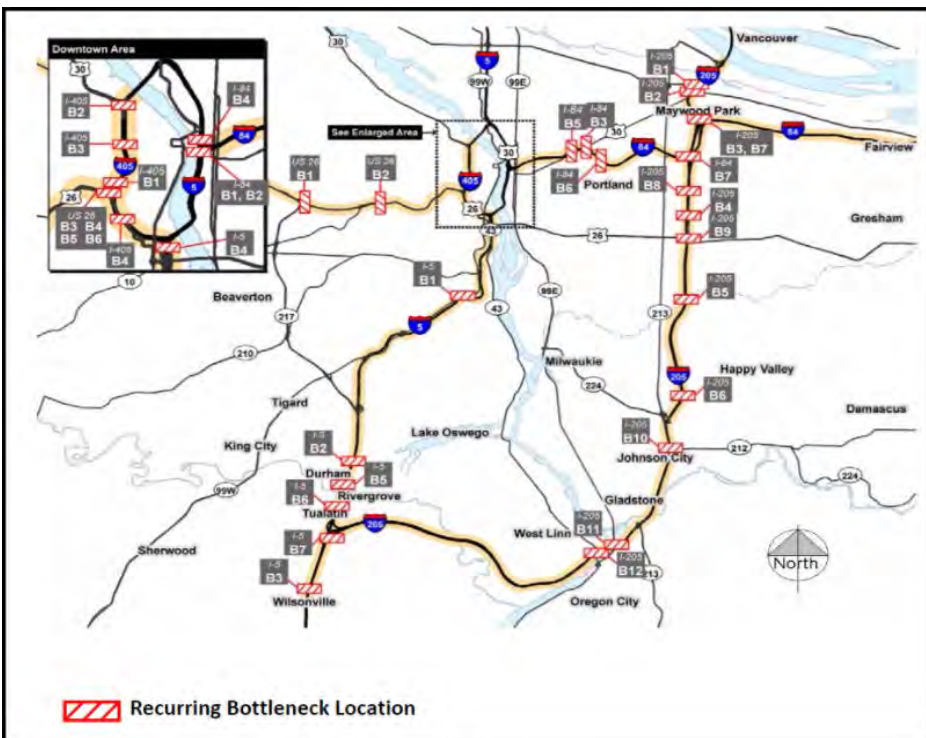 Downtown Area
30
I-405
B2
I-405
B3
405
I-405
B1
26
US 26
B3 B4
B5 B6
I-405
B4
I-84
B4
84
5
I-84
B1, B2
I-5
B4
30
5
99W
99E
See Enlarged Area
30
405
26
43
US 26
B1
US 26
B2
I-84
B5
I-84
B3
30
I-84
B6
84
Portland
Vancouver
I-205
B1
I-205
B2
205
Maywood Park
I-205
B3, B7
84
Fairview
I-84
B7
I-205
B8
I-205
B4
Gresham
I-205
B9
26
I-205
B5
10
Beaverton
217
210
I-5
B1
5
43
99E
213
Milwaukie
224
205
Happy Valley
I-205
B6
Damaacus
Tigard
King City
Lake Oswego
I-205
B10
Johnson City
212
224
I-5
B2
Durham
I-5
B5
Rivergrove
99W
I-5
B6
Tualatin
Gladstone
205
West Linn
I-205
B11
I-5
B7
Sherwood
I-205
B12
213
North
I-5
B3
Wilsonville
Oregon City
Recurring Bottleneck Location